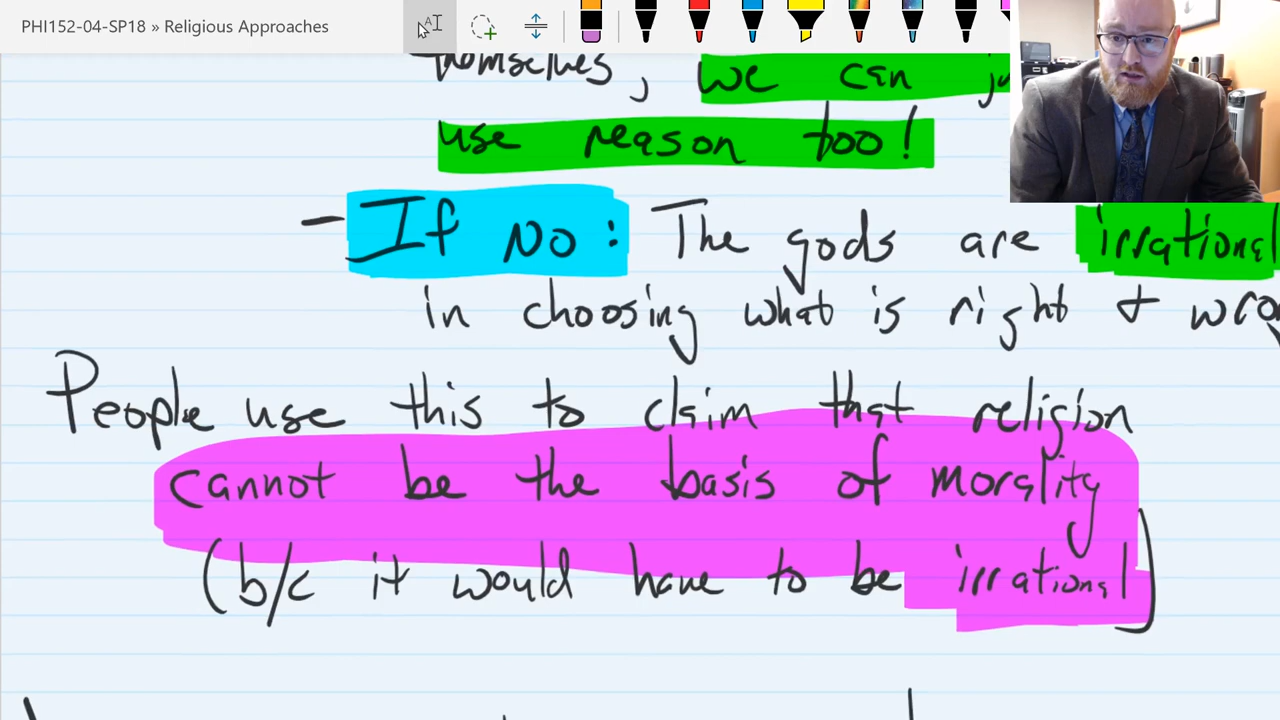 PHI152-04-SP18 » Religious Approaches
themselves, we can
use reason too!
- If No: The gods are irrational
in choosing what is right + wro
People use this to claim that religion
cannot be the basis of morality
(b/c it would have to be irrational)